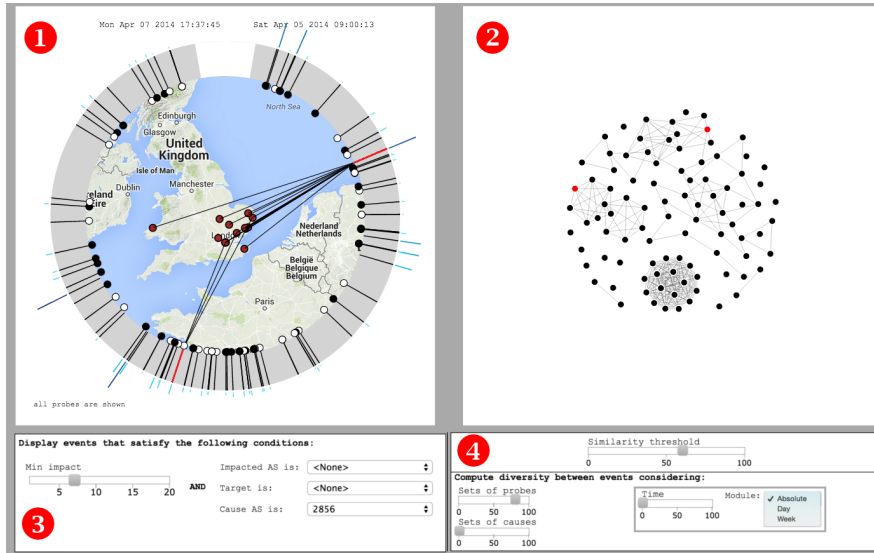 1
Mon Apr 07 2014 17:37:45 Sat Apr 05 2014 09:00:13
North Sea
Edinburgh
Glasgow
United
Kingdom
Isle of Man
Dublin
Manchester
reland
Eire
Nederland
Netherlands
België
Belgique
Belgium
Paris
all probes are shown
2
Display events that satisfy the following conditions:
Min impact
5 10 15 20
AND
Impacted AS is: <None>
Target is: <None>
Cause AS is: 2856
3
4
Similarity threshold
0 50 100
Compute diversity between events considering:
Sets of probes
0 50 100
Sets of causes
0 50 100
Time
0 50 100
Module:
✓ Absolute
Day
Week